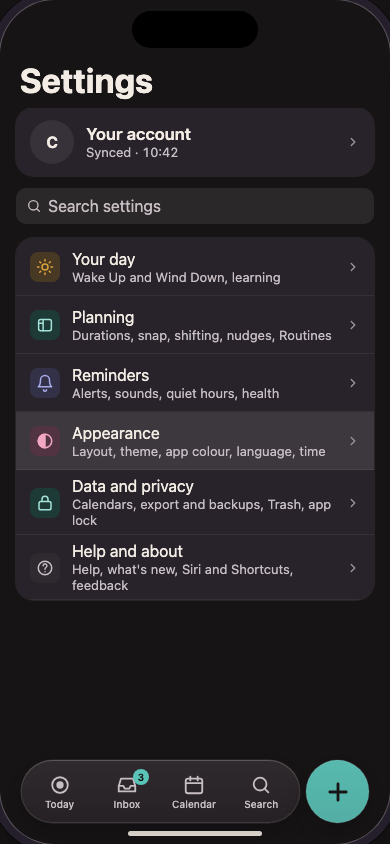 Settings
C
Your account
Synced · 10:42
Search settings
Your day
Wake Up and Wind Down, learning
Planning
Durations, snap, shifting, nudges, Routines
Reminders
Alerts, sounds, quiet hours, health
Appearance
Layout, theme, app colour, language, time
Data and privacy
Calendars, export and backups, Trash, app
lock
Help and about
Help, what's new, Siri and Shortcuts,
feedback
3
Today
Inbox
Calendar
Search